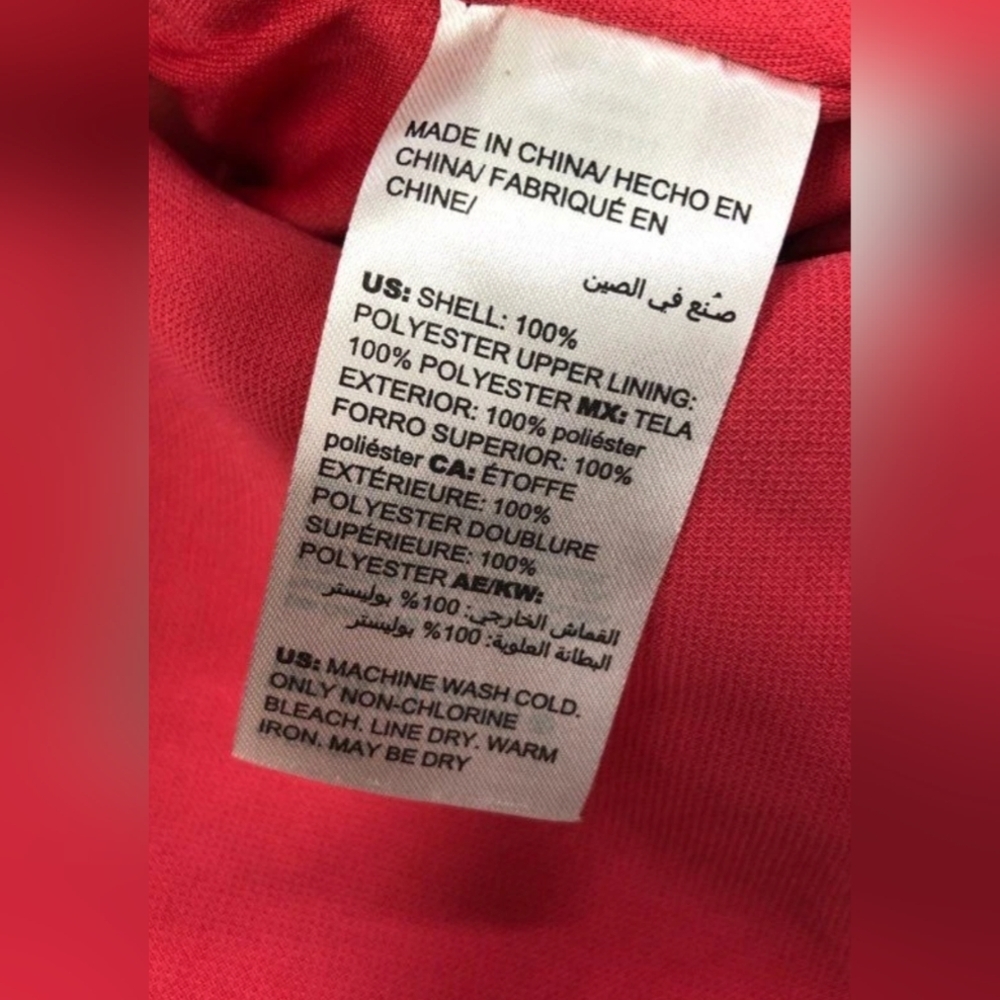 MADE IN CHINA/ HECHO EN
CHINA/ FABRIQUÉ EN
CHINE/
صُنع في الصين
US: SHELL: 100%
POLYESTER UPPER LINING:
100% POLYESTER MX: TELA
EXTERIOR: 100% poliéster
FORRO SUPERIOR: 100%
poliéster CA: ÉTOFFE
EXTÉRIEURE: 100%
POLYESTER DOUBLURE
SUPÉRIEURE: 100%
POLYESTER AE/KW:
القماش الخارجي: 100% بوليستر
البطانة العلوية: 100% بوليستر
US: MACHINE WASH COLD.
ONLY NON-CHLORINE
BLEACH. LINE DRY. WARM
IRON. MAY BE DRY